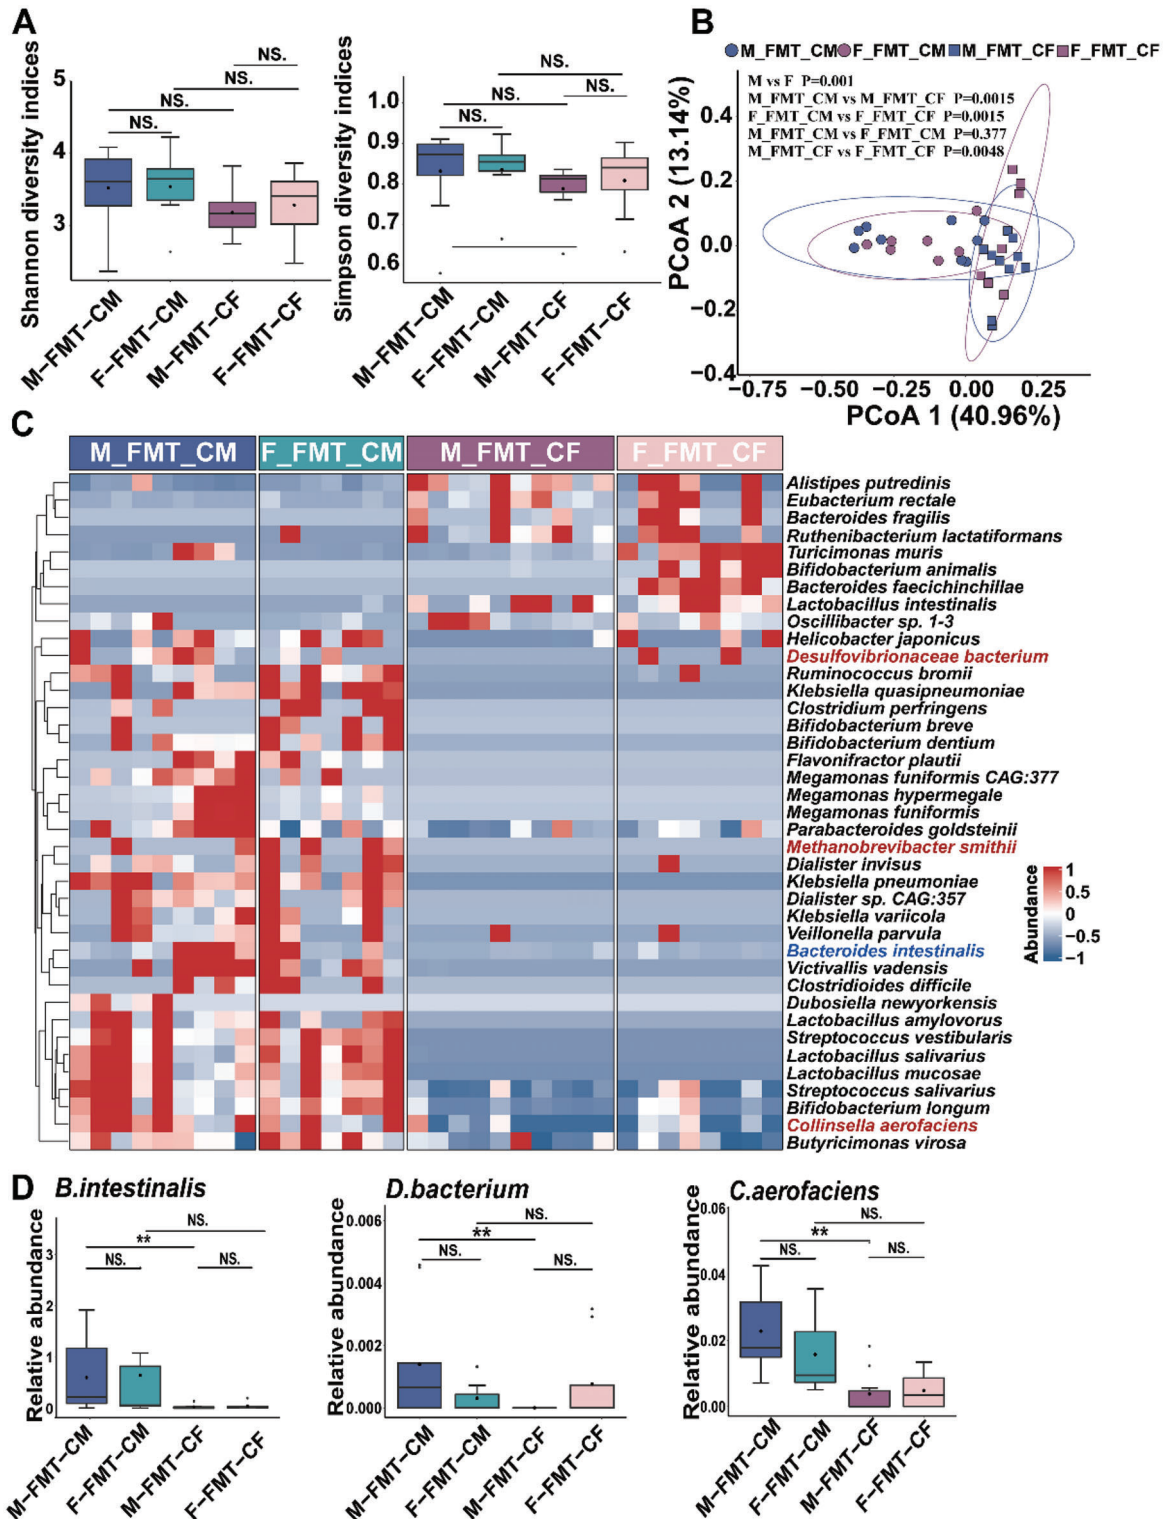 A
Shannon diversity indices
5
4
3
NS.
NS.
NS.
NS.
M-FMT-CM
F-FMT-CM
M-FMT-CF
F-FMT-CF
Simpson diversity indices
1.0
0.9
0.8
0.7
0.6
NS.
NS.
NS.
NS.
M-FMT-CM
F-FMT-CM
M-FMT-CF
F-FMT-CF
B
M_FMT_CM F_FMT_CM M_FMT_CF F_FMT_CF
M vs F P=0.001
M_FMT_CM vs M_FMT_CF P=0.0015
F_FMT_CM vs F_FMT_CF P=0.0015
M_FMT_CM vs F_FMT_CM P=0.377
M_FMT_CF vs F_FMT_CF P=0.0048
PCoA 2 (13.14%)
0.4
0.2
0.0
−0.2
−0.4
−0.75 −0.50 −0.25 0.00 0.25
PCoA 1 (40.96%)
C
M_FMT_CM F_FMT_CM M_FMT_CF F_FMT_CF
Alistipes putredinis
Eubacterium rectale
Bacteroides fragilis
Ruthenibacterium lactatiformans
Turicimonas muris
Bifidobacterium animalis
Bacteroides faecichinchillae
Lactobacillus intestinalis
Oscillibacter sp. 1-3
Helicobacter japonicus
Desulfovibrionaceae bacterium
Ruminococcus bromii
Klebsiella quasipneumoniae
Clostridium perfringens
Bifidobacterium breve
Bifidobacterium dentium
Flavonifractor plautii
Megamonas funiformis CAG:377
Megamonas hypermegale
Megamonas funiformis
Parabacteroides goldsteinii
Methanobrevibacter smithii
Dialister invisus
Klebsiella pneumoniae
Dialister sp. CAG:357
Klebsiella variicola
Veillonella parvula
Bacteroides intestinalis
Victivallis vadensis
Clostridioides difficile
Dubosiella newyorkensis
Lactobacillus amylovorus
Streptococcus vestibularis
Lactobacillus salivarius
Lactobacillus mucosae
Streptococcus salivarius
Bifidobacterium longum
Collinsella aerofaciens
Butyricimonas virosa
Abundance
1
0.5
0
−0.5
−1
D
B.intestinalis
Relative abundance
3
2
1
0
NS.
**
NS.
NS.
M-FMT-CM
F-FMT-CM
M-FMT-CF
F-FMT-CF
D.bacterium
Relative abundance
0.006
0.004
0.002
0.000
NS.
**
NS.
NS.
M-FMT-CM
F-FMT-CM
M-FMT-CF
F-FMT-CF
C.aerofaciens
Relative abundance
0.06
0.04
0.02
0.00
NS.
**
NS.
NS.
M-FMT-CM
F-FMT-CM
M-FMT-CF
F-FMT-CF